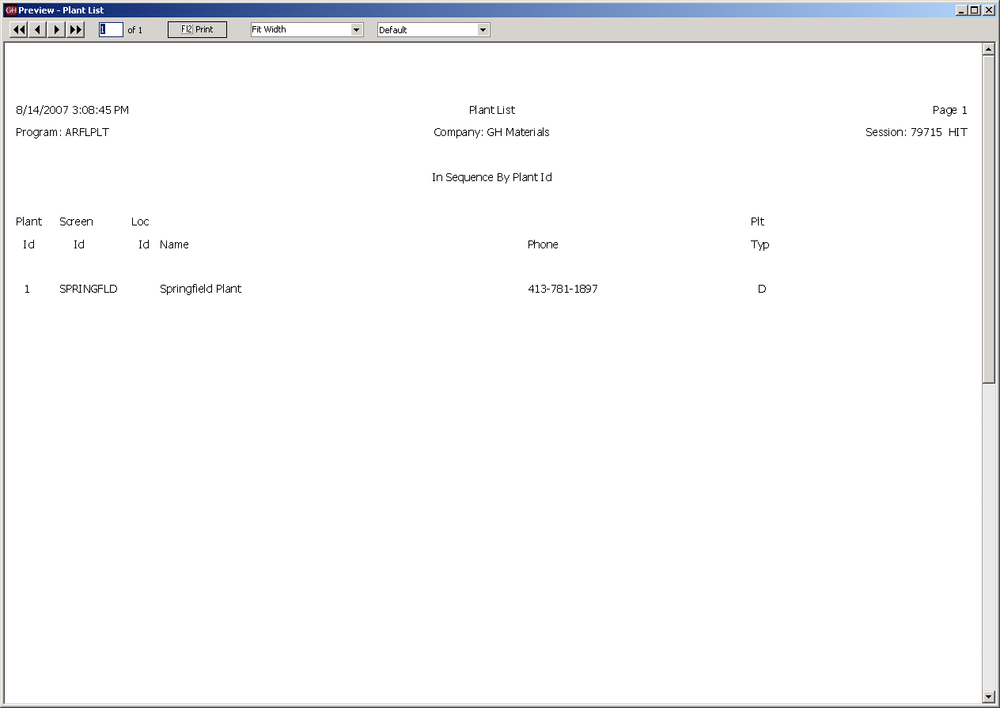 GH Preview - Plant List
1 of 1 F12 Print Fit Width Default
8/14/2007 3:08:45 PM Plant List Page 1
Program: ARFLPLT Company: GH Materials Session: 79715 HIT
In Sequence By Plant Id
Plant Screen Loc Plt
Id Id Id Name Phone Typ
1 SPRINGFLD Springfield Plant 413-781-1897 D